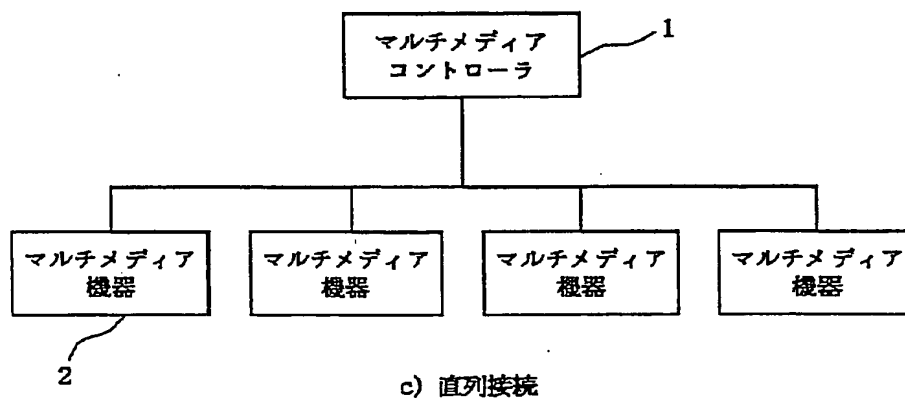 マルチメディア
コントローラ
1
マルチメディア
機器
マルチメディア
機器
マルチメディア
機器
マルチメディア
機器
2
c) 直列接続